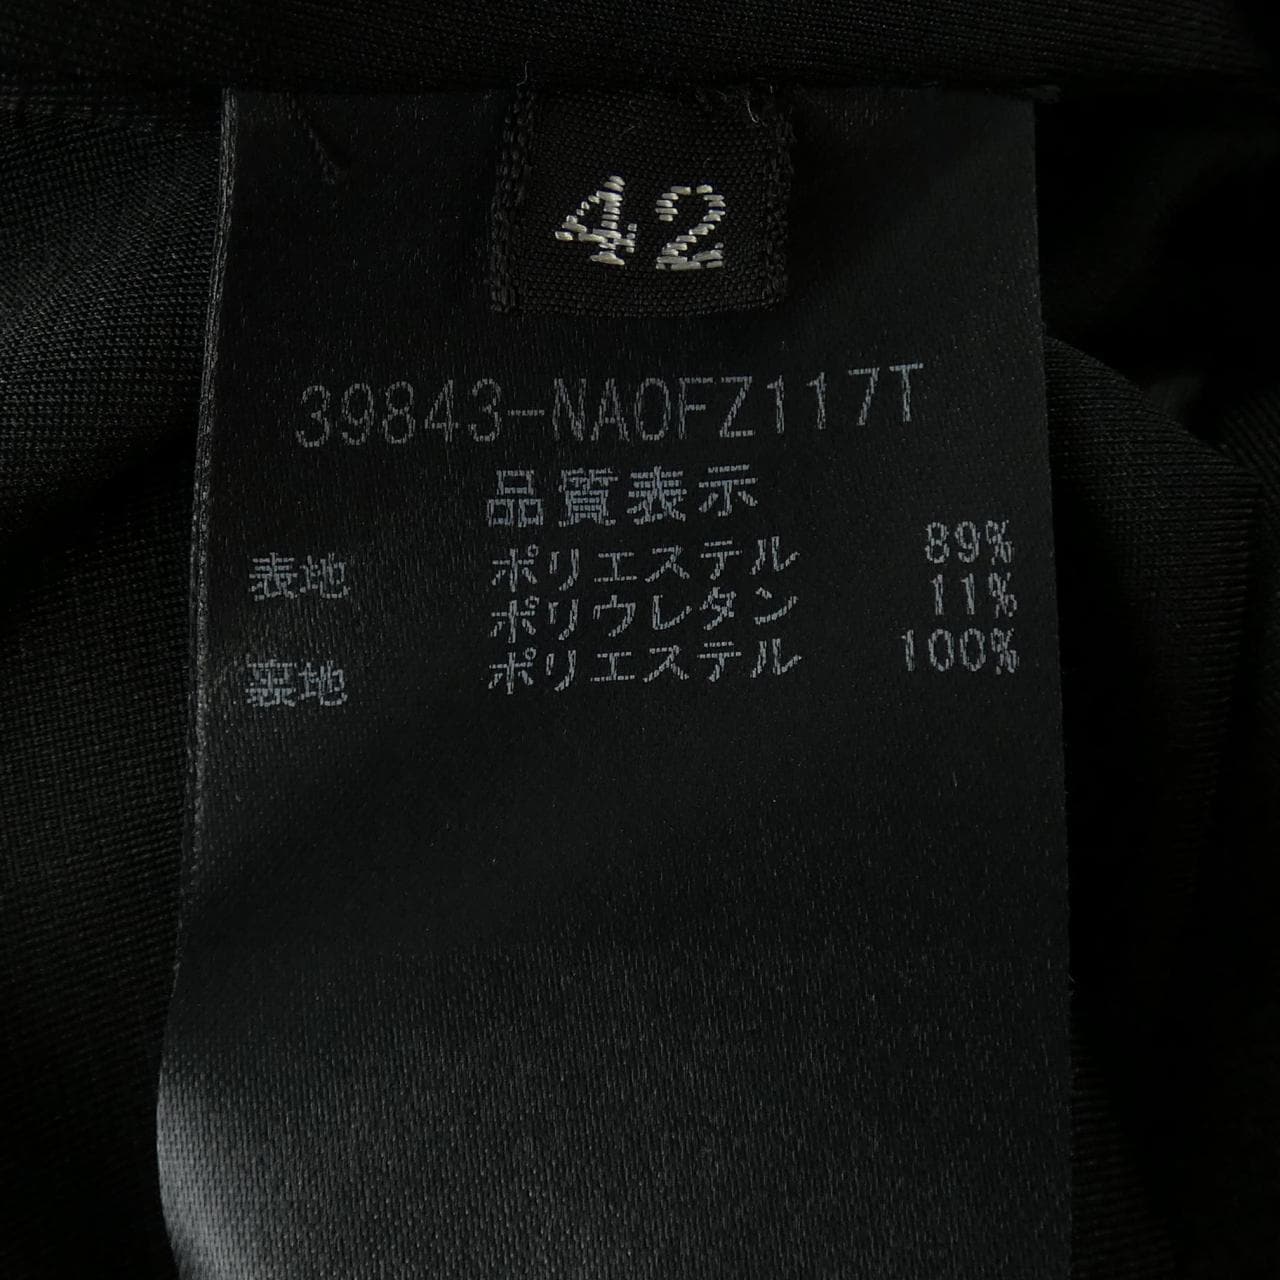 42
39843-NAOFZ117T
品質表示
表地 ポリエステル 89%
ポリウレタン 11%
裏地 ポリエステル 100%